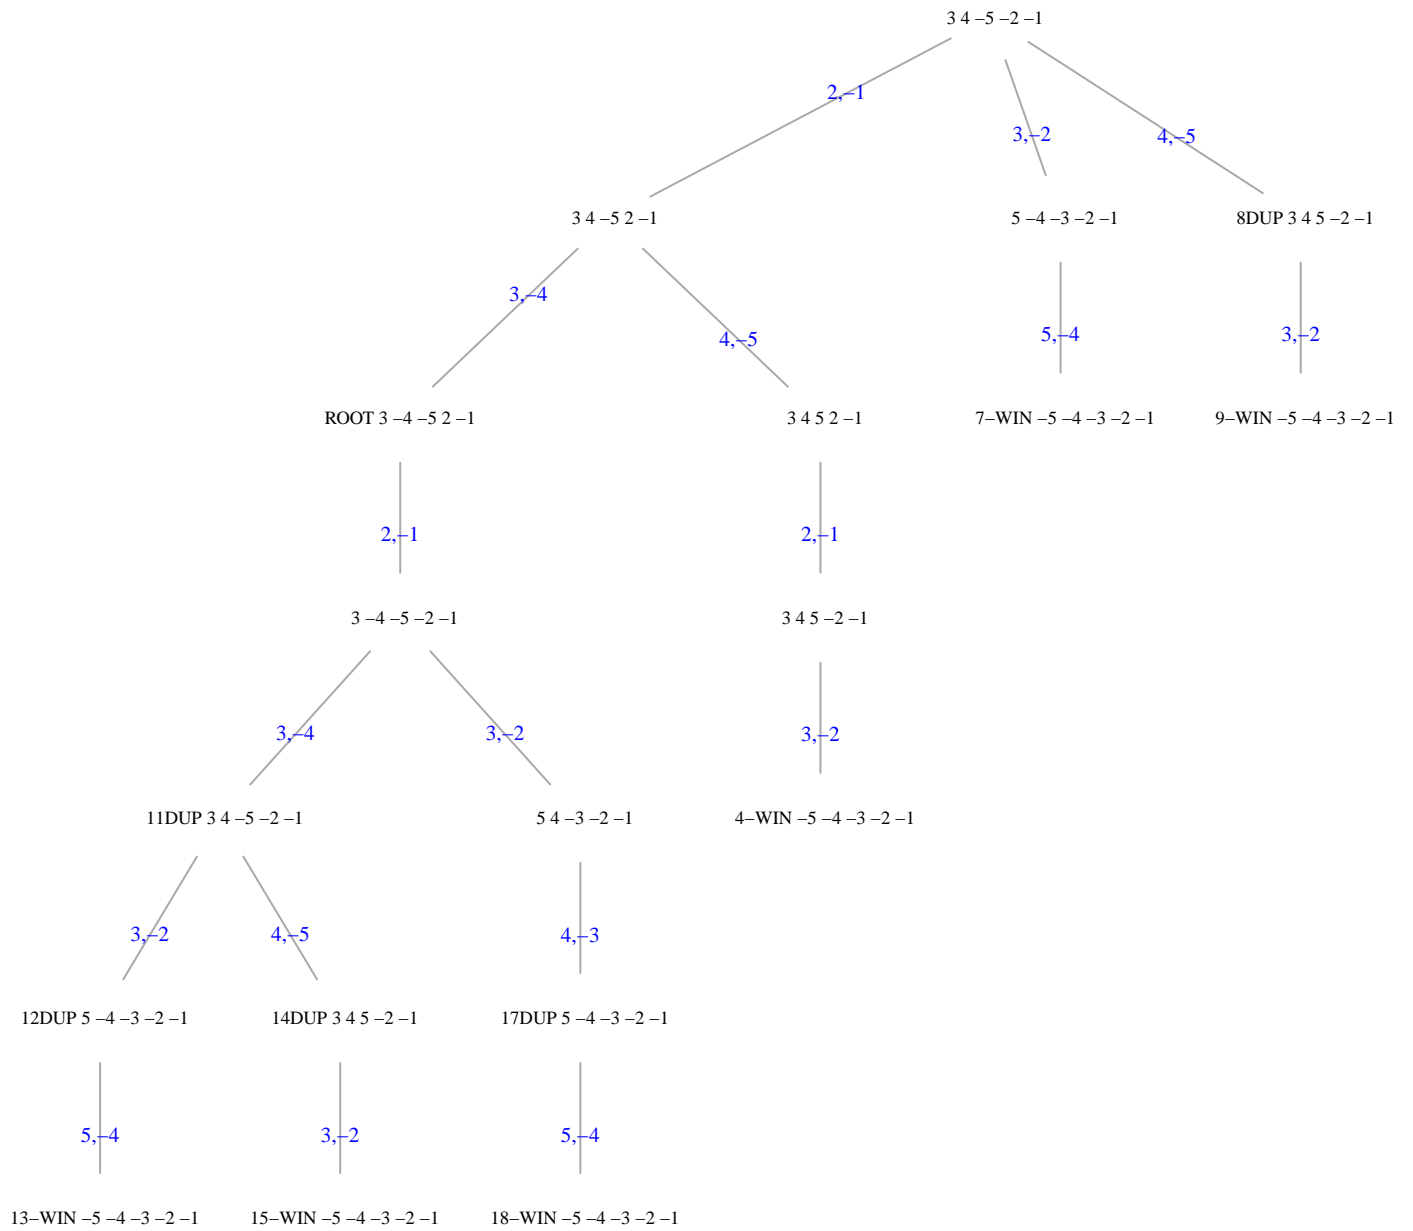 3 4 –5 –2 –1
2,–1
3,–2
4,–5
3 4 –5 2 –1
5 –4 –3 –2 –1
8DUP 3 4 5 –2 –1
3,–4
4,–5
5,–4
3,–2
ROOT 3 –4 –5 2 –1
3 4 5 2 –1
7–WIN –5 –4 –3 –2 –1
9–WIN –5 –4 –3 –2 –1
2,–1
2,–1
3 –4 –5 –2 –1
3 4 5 –2 –1
3,–4
3,–2
3,–2
11DUP 3 4 –5 –2 –1
5 4 –3 –2 –1
4–WIN –5 –4 –3 –2 –1
3,–2
4,–5
4,–3
12DUP 5 –4 –3 –2 –1
14DUP 3 4 5 –2 –1
17DUP 5 –4 –3 –2 –1
5,–4
3,–2
5,–4
13–WIN –5 –4 –3 –2 –1
15–WIN –5 –4 –3 –2 –1
18–WIN –5 –4 –3 –2 –1